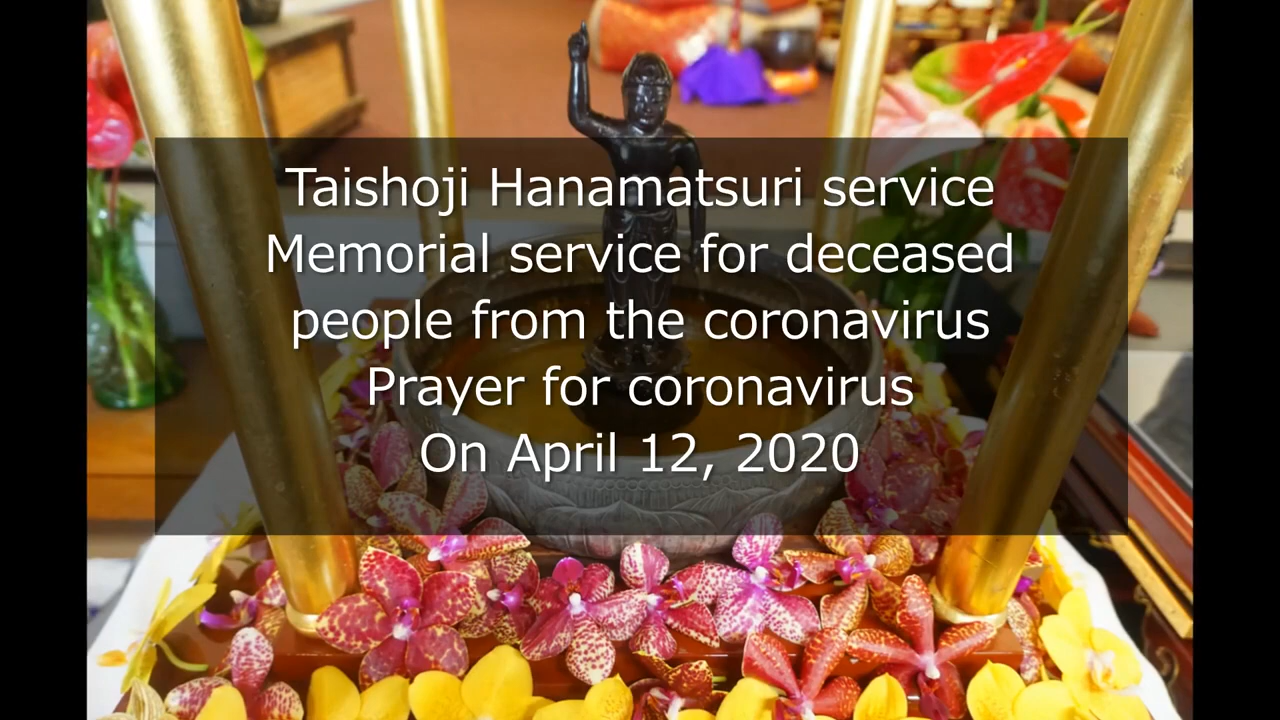 Taishoji Hanamatsuri service
Memorial service for deceased
people from the coronavirus
Prayer for coronavirus
On April 12, 2020